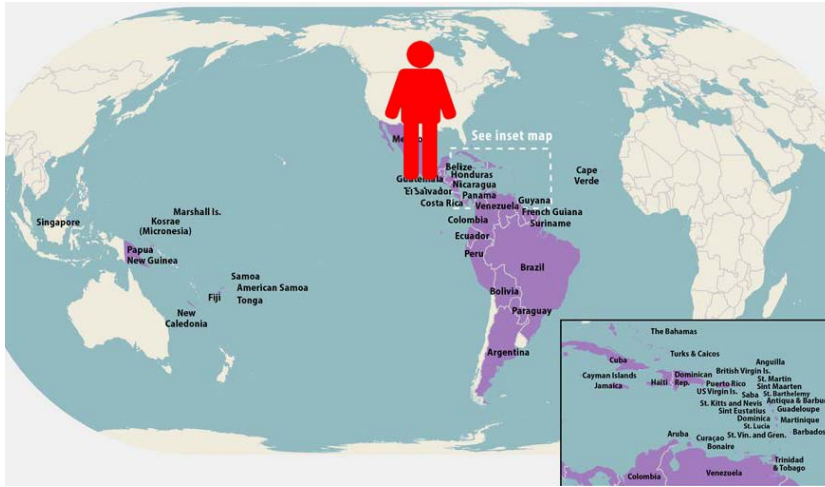 See inset map
Belize
Honduras
Nicaragua
Panama
Costa Rica
Venezuela
Guyana
French Guiana
Suriname
Cape
Verde
Colombia
Ecuador
Peru
Brazil
Bolivia
Paraguay
Argentina
Singapore
Marshall Is.
Kosrae
(Micronesia)
Papua
New Guinea
Samoa
American Samoa
Fiji
Tonga
New
Caledonia
The Bahamas
Cuba
Turks & Caicos
Anguilla
Cayman Islands
Dominican
British Virgin Is.
St. Martin
Jamaica
Haiti
Rep.
Puerto Rico
Sint Maarten
US Virgin Is.
Saba
St. Barthelemy
St. Kitts and Nevis
Sint Eustatius
Guadeloupe
Dominica
Martinique
St. Lucia
Aruba
Curaçao
St. Vin. and Gren.
Barbados
Bonaire
Trinidad
& Tobago
Colombia
Venezuela